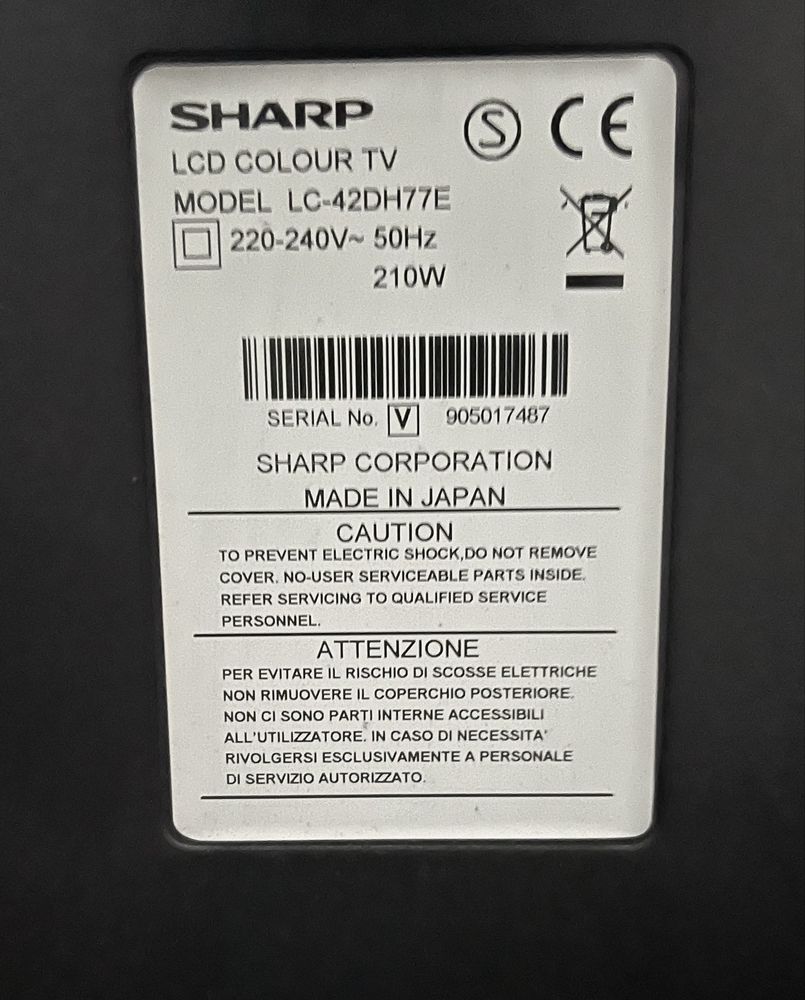 SHARP
LCD COLOUR TV
MODEL LC-42DH77E
220-240V~ 50Hz
210W
S CE
SERIAL No. V 905017487
SHARP CORPORATION
MADE IN JAPAN
CAUTION
TO PREVENT ELECTRIC SHOCK,DO NOT REMOVE
COVER. NO-USER SERVICEABLE PARTS INSIDE.
REFER SERVICING TO QUALIFIED SERVICE
PERSONNEL.
ATTENZIONE
PER EVITARE IL RISCHIO DI SCOSSE ELETTRICHE
NON RIMUOVERE IL COPERCHIO POSTERIORE.
NON CI SONO PARTI INTERNE ACCESSIBILI
ALL'UTILIZZATORE. IN CASO DI NECESSITA'
RIVOLGERSI ESCLUSIVAMENTE A PERSONALE
DI SERVIZIO AUTORIZZATO.